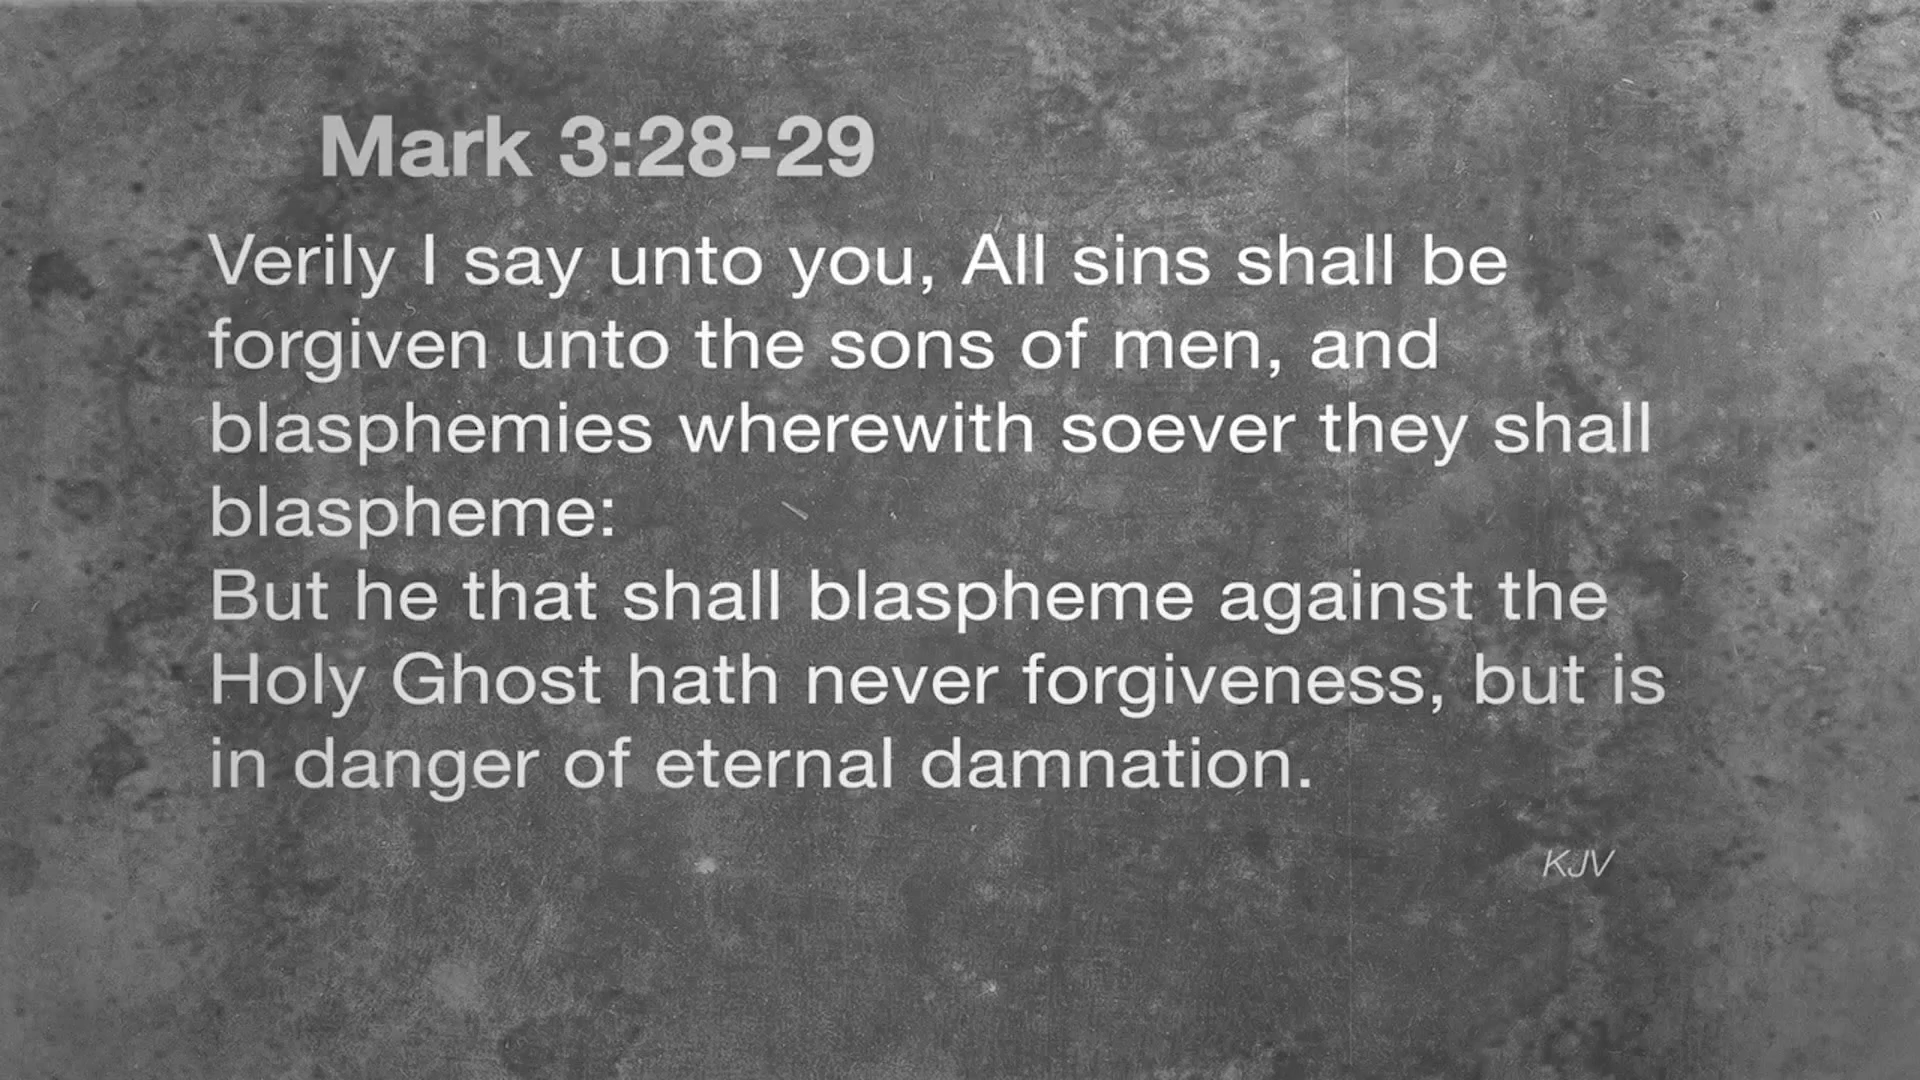 Mark 3:28-29
Verily I say unto you, All sins shall be
forgiven unto the sons of men, and
blasphemies wherewith soever they shall
blaspheme:
But he that shall blaspheme against the
Holy Ghost hath never forgiveness, but is
in danger of eternal damnation.
KJV